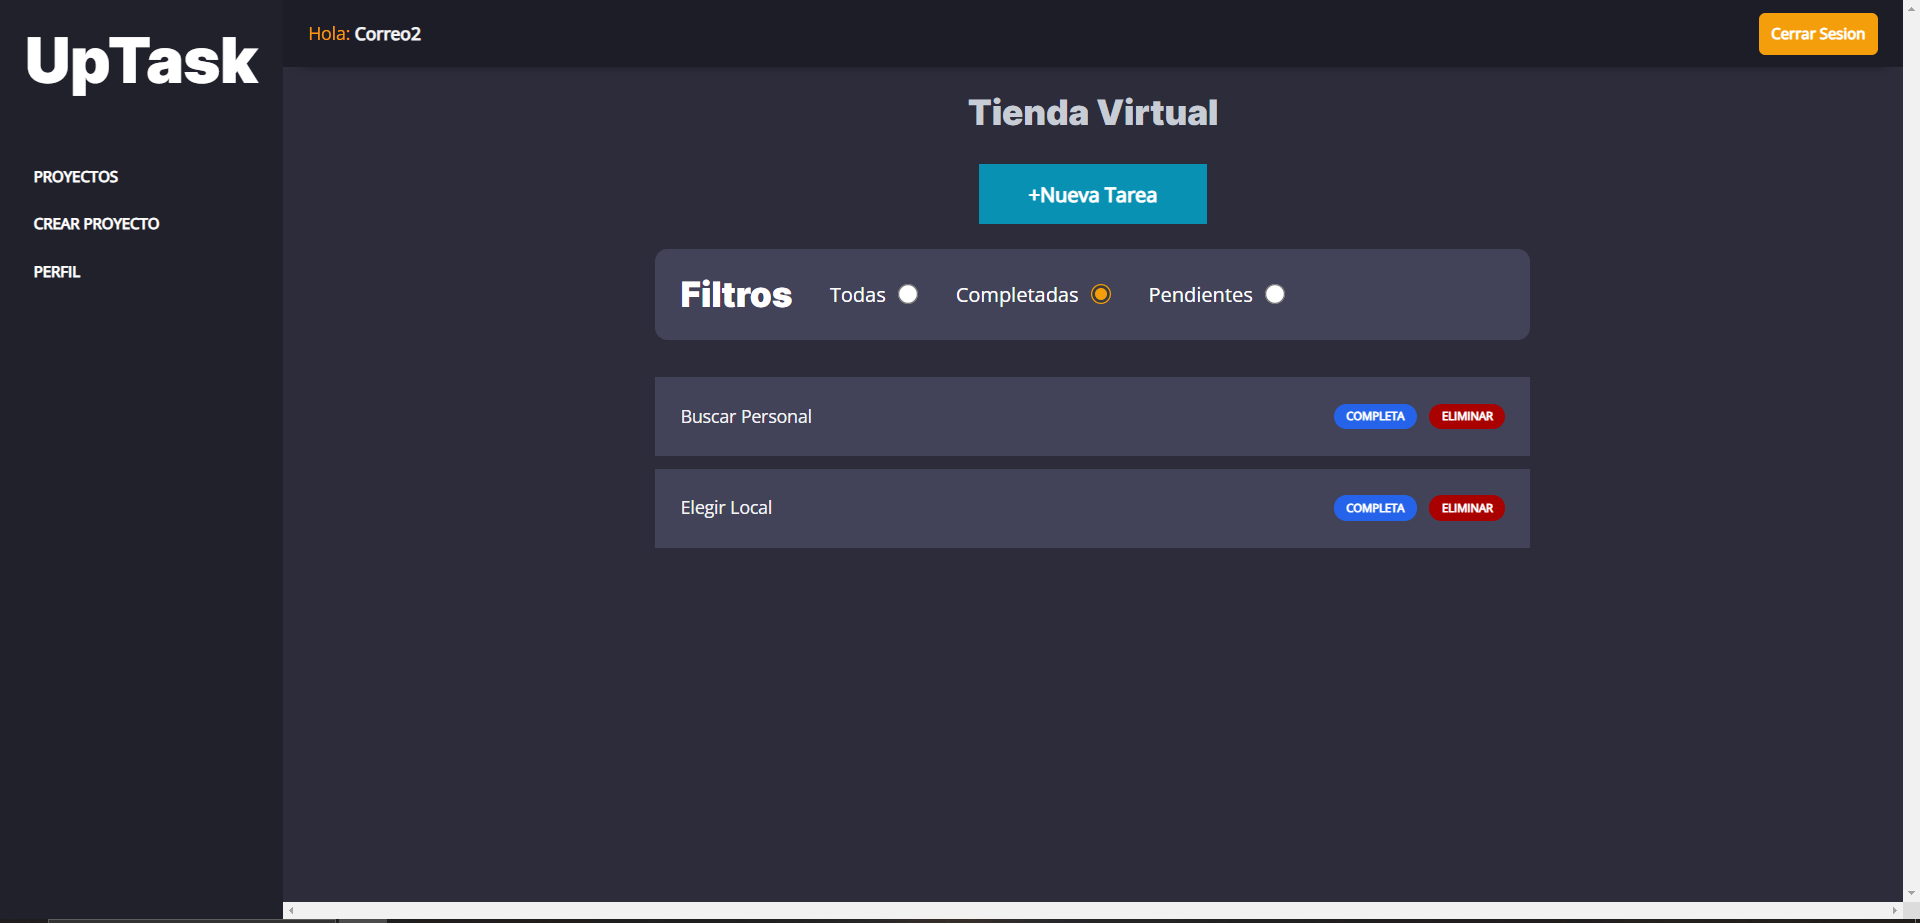 UpTask
PROYECTOS
CREAR PROYECTO
PERFIL
Hola: Correo2
Cerrar Sesion
Tienda Virtual
+Nueva Tarea
Filtros Todas Completadas Pendientes
Buscar Personal COMPLETA ELIMINAR
Elegir Local COMPLETA ELIMINAR